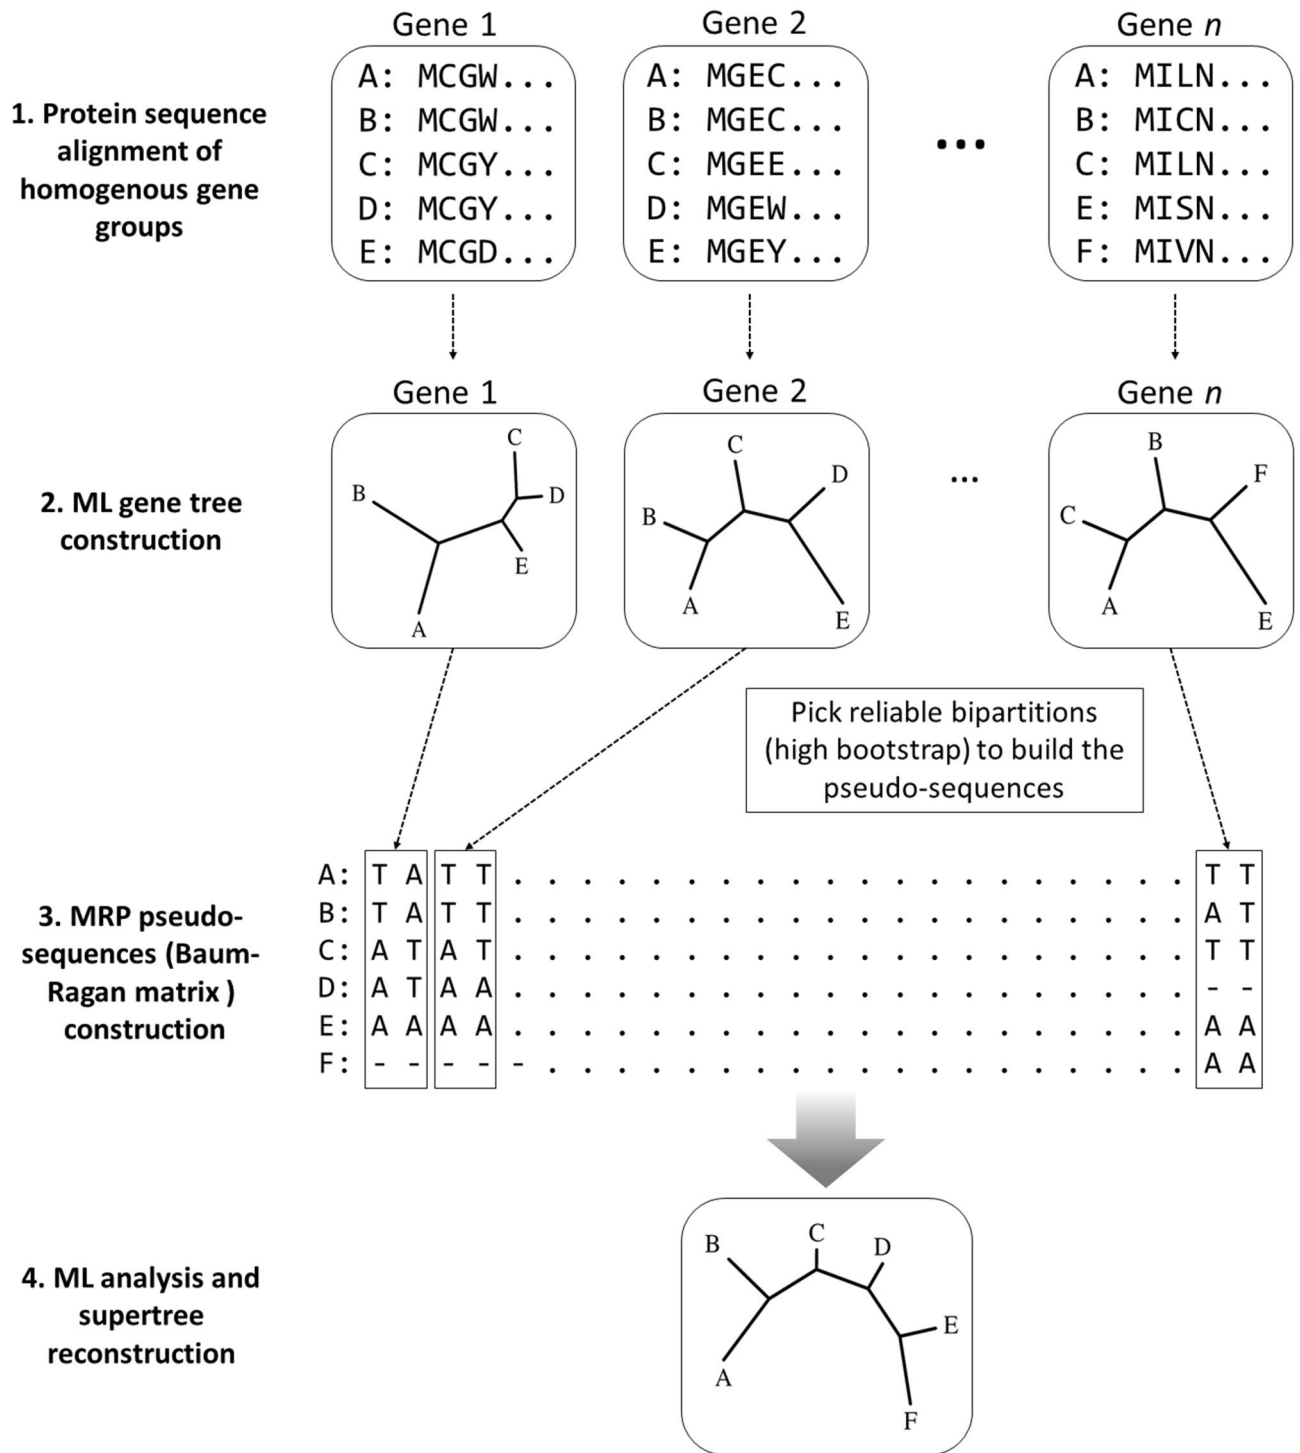 Gene 1
Gene 2
Gene n
1. Protein sequence
alignment of
homogenous gene
groups
A: MCGW...
B: MCGW...
C: MCGY...
D: MCGY...
E: MCGD...
A: MGEC...
B: MGEC...
C: MGEE...
D: MGEW...
E: MGEY...
...
A: MILN...
B: MICN...
C: MILN...
E: MISN...
F: MIVN...
Gene 1
Gene 2
Gene n
2. ML gene tree
construction
C
B
D
E
A
C
D
B
A
E
...
B
F
C
A
E
Pick reliable bipartitions
(high bootstrap) to build the
pseudo-sequences
3. MRP pseudo-
sequences (Baum-
Ragan matrix )
construction
A: T A T T . . . . . . . . . . . . . . . . . . . . T T
B: T A T T . . . . . . . . . . . . . . . . . . . . A T
C: A T A T . . . . . . . . . . . . . . . . . . . . T T
D: A T A A . . . . . . . . . . . . . . . . . . . . - -
E: A A A A . . . . . . . . . . . . . . . . . . . . A A
F: - - - - - . . . . . . . . . . . . . . . . . . . A A
4. ML analysis and
supertree
reconstruction
B
C
D
E
A
F